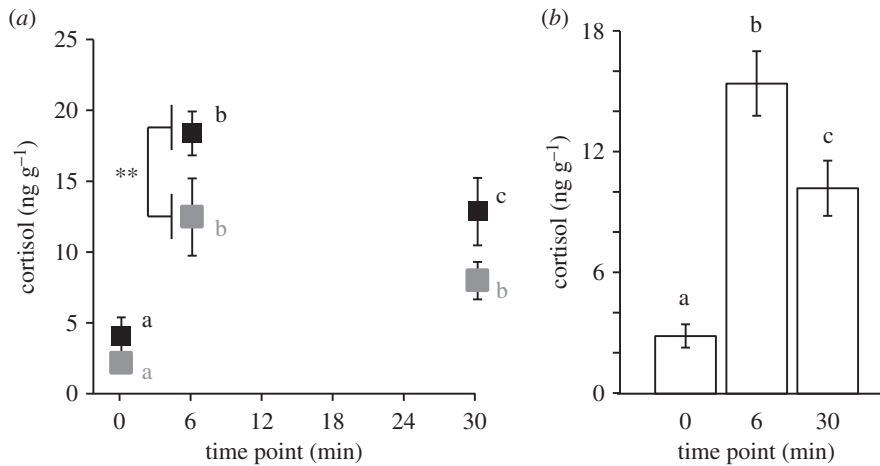 (a)
25
20
15
10
5
0
cortisol (ng g⁻¹)
**
a
a
b
b
c
b
0 6 12 18 24 30
time point (min)
(b)
18
12
6
0
cortisol (ng g⁻¹)
a
b
c
0 6 30
time point (min)